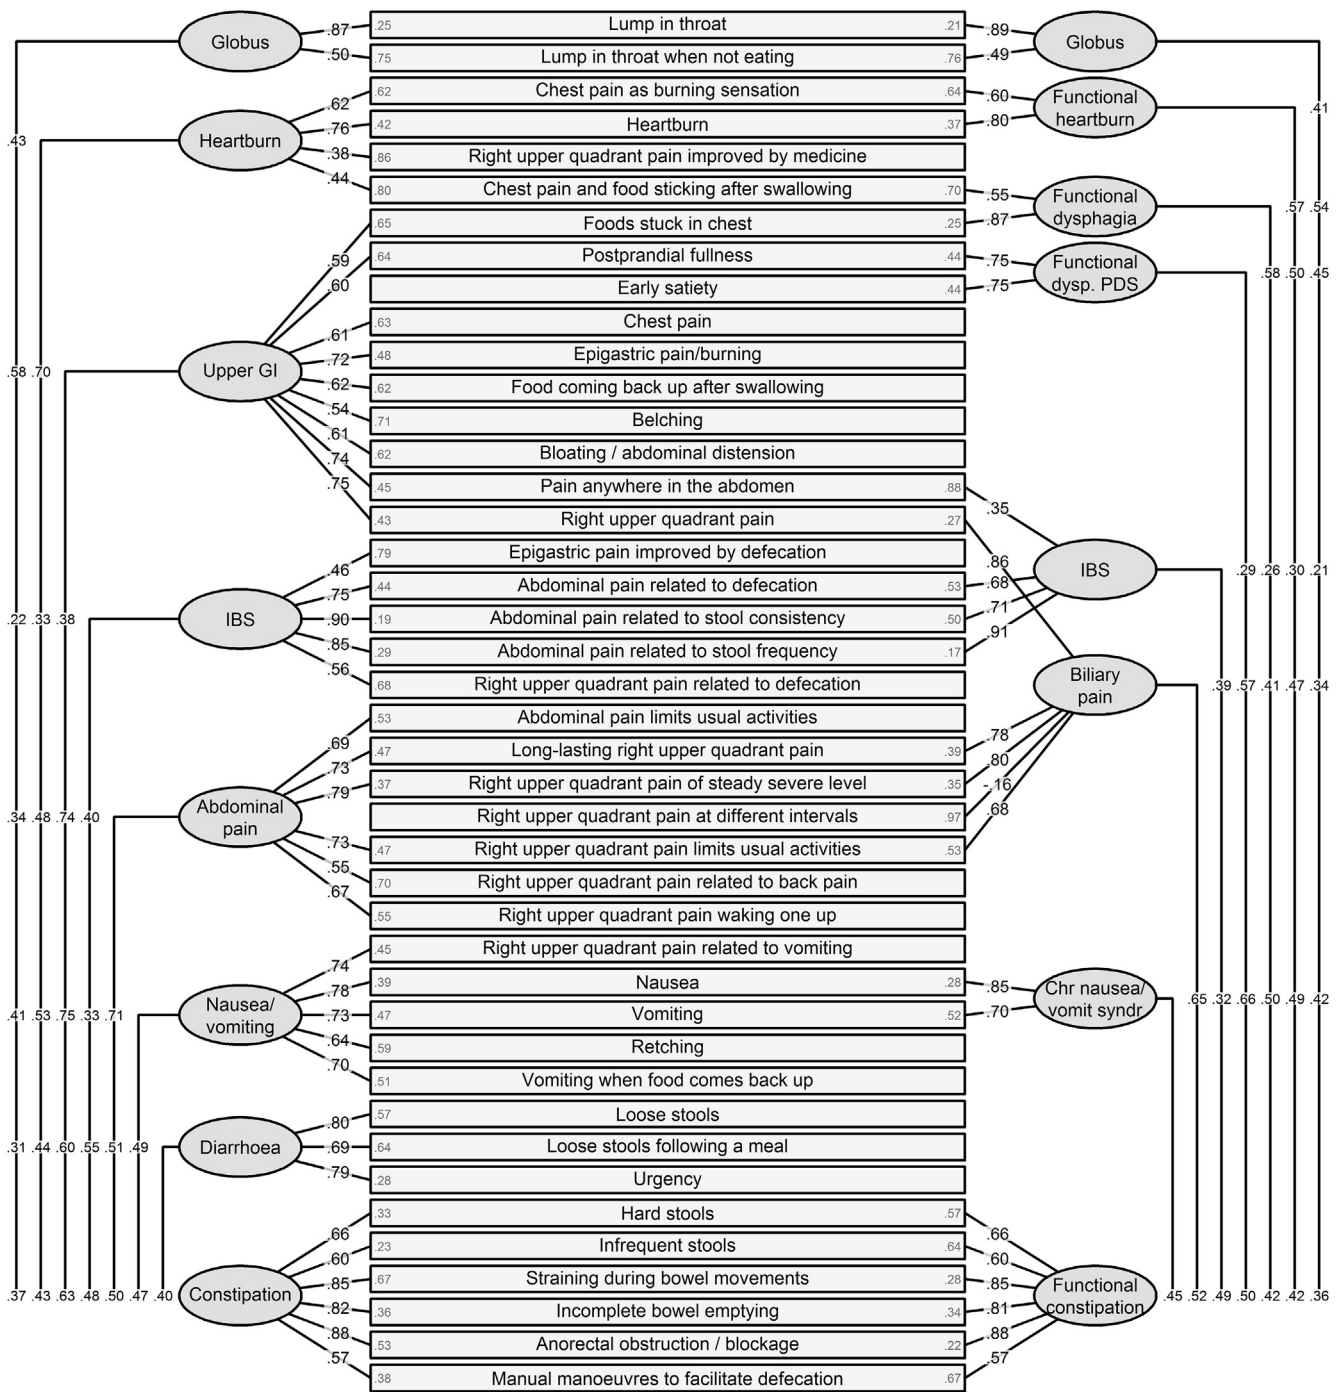 Globus .87 .25 Lump in throat .21 .89 Globus
.50 .75 Lump in throat when not eating .76 .49
.62 .62 Chest pain as burning sensation .64 .60 Functional
heartburn
.41
.43
Heartburn .76 .42 Heartburn .37 .80
.38 .86 Right upper quadrant pain improved by medicine
.44 .80 Chest pain and food sticking after swallowing .70 .55 Functional
dysphagia
.57 .54
.59 .65 Foods stuck in chest .25 .87
.60 .64 Postprandial fullness .44 .75 Functional
dysp. PDS
.58 .50 .45
Early satiety .44 .75
.61 .63 Chest pain
.58 .70 Upper GI .72 .48 Epigastric pain/burning
.62 .62 Food coming back up after swallowing
.54 .71 Belching
.61 .62 Bloating / abdominal distension
.74 .45 Pain anywhere in the abdomen .88 .35
.75 .43 Right upper quadrant pain .27 .86
.46 .79 Epigastric pain improved by defecation
IBS .29 .26 .30 .21
.75 .44 Abdominal pain related to defecation .53 .68
.22 .33 .38 IBS .90 .19 Abdominal pain related to stool consistency .50 .71
.85 .29 Abdominal pain related to stool frequency .17 .91
.56 .68 Right upper quadrant pain related to defecation
Biliary
pain
.39 .57 .41 .47 .34
.69 .53 Abdominal pain limits usual activities
.73 .47 Long-lasting right upper quadrant pain .39 .78
.79 .37 Right upper quadrant pain of steady severe level .35 .80
.34 .48 .74 .40 Abdominal
pain
Right upper quadrant pain at different intervals .97 -.16
.73 .47 Right upper quadrant pain limits usual activities .53 .68
.55 .70 Right upper quadrant pain related to back pain
.67 .55 Right upper quadrant pain waking one up
.74 .45 Right upper quadrant pain related to vomiting
.78 .39 Nausea .28 .85 Chr nausea/
vomit syndr
.65 .32 .66 .50 .49 .42
.41 .53 .75 .33 .71 Nausea/
vomiting
.73 .47 Vomiting .52 .70
.64 .59 Retching
.70 .51 Vomiting when food comes back up
.80 .57 Loose stools
.31 .44 .60 .55 .51 .49 Diarrhoea .69 .64 Loose stools following a meal
.79 .28 Urgency
.66 .33 Hard stools .57 .66
.60 .23 Infrequent stools .64 .60
.85 .67 Straining during bowel movements .28 .85
.37 .43 .63 .48 .50 .47 .40 Constipation
Functional
constipation
.45 .52 .49 .50 .42 .42 .36
.82 .36 Incomplete bowel emptying .34 .81
.88 .53 Anorectal obstruction / blockage .22 .88
.57 .38 Manual manoeuvres to facilitate defecation .67 .57